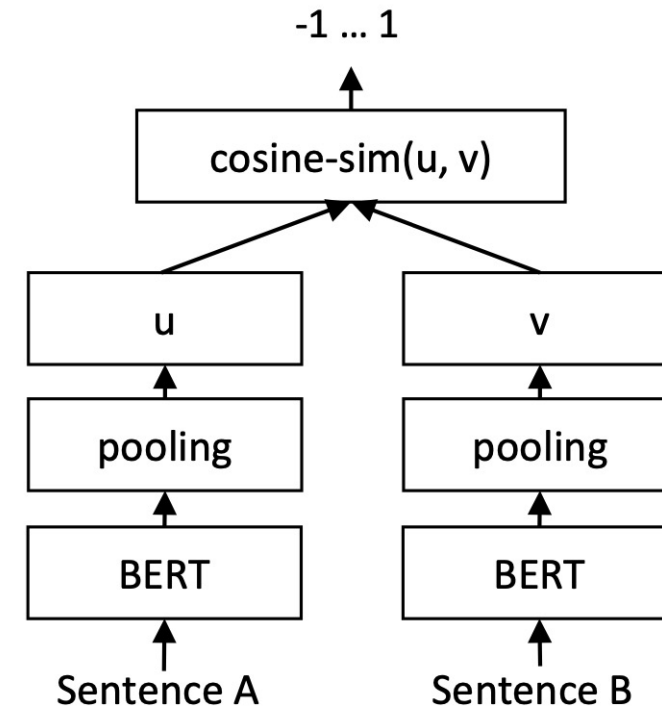 -1 … 1
cosine-sim(u, v)
u v
pooling pooling
BERT BERT
Sentence A Sentence B